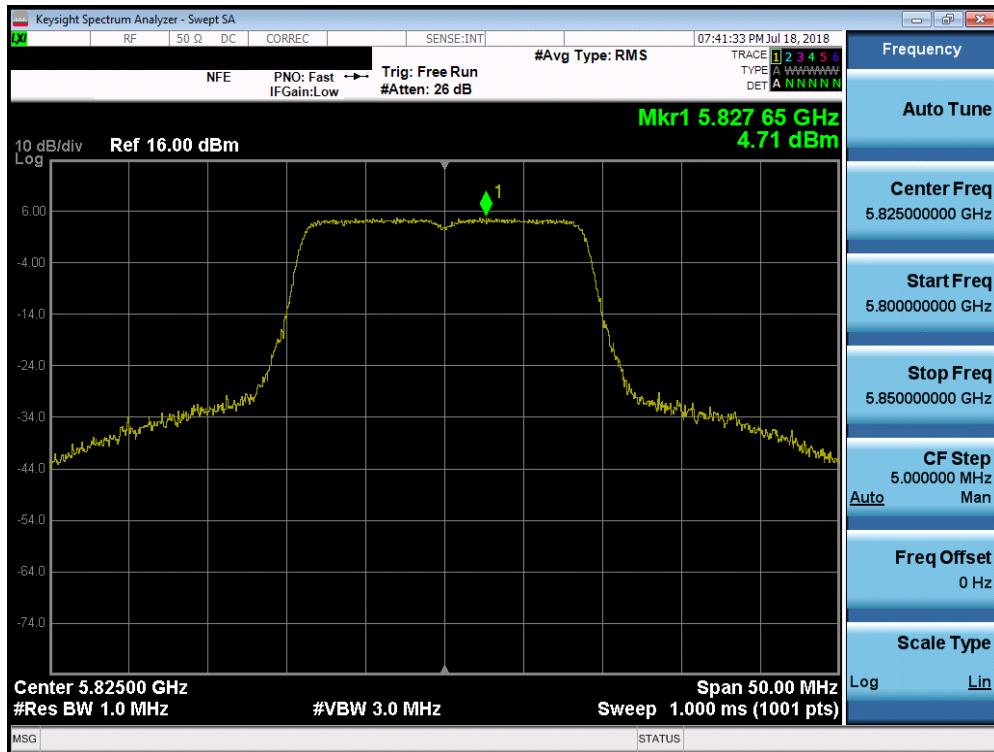 Keysight Spectrum Analyzer - Swept SA
LXI RF 50 Ω DC CORREC SENSE:INT 07:41:33 PM Jul 18, 2018
#Avg Type: RMS TRACE 1 2 3 4 5 6
NFE PNO: Fast Trig: Free Run TYPE A WWWWWW
IFGain:Low #Atten: 26 dB DET A N N N N N
Mkr1 5.827 65 GHz
10 dB/div Ref 16.00 dBm 4.71 dBm
Log
1
6.00
-4.00
-14.0
-24.0
-34.0
-44.0
-54.0
-64.0
-74.0
Center 5.82500 GHz Span 50.00 MHz
#Res BW 1.0 MHz #VBW 3.0 MHz Sweep 1.000 ms (1001 pts)
MSG STATUS
Frequency
Auto Tune
Center Freq
5.825000000 GHz
Start Freq
5.800000000 GHz
Stop Freq
5.850000000 GHz
CF Step
5.000000 MHz
Auto Man
Freq Offset
0 Hz
Scale Type
Log Lin